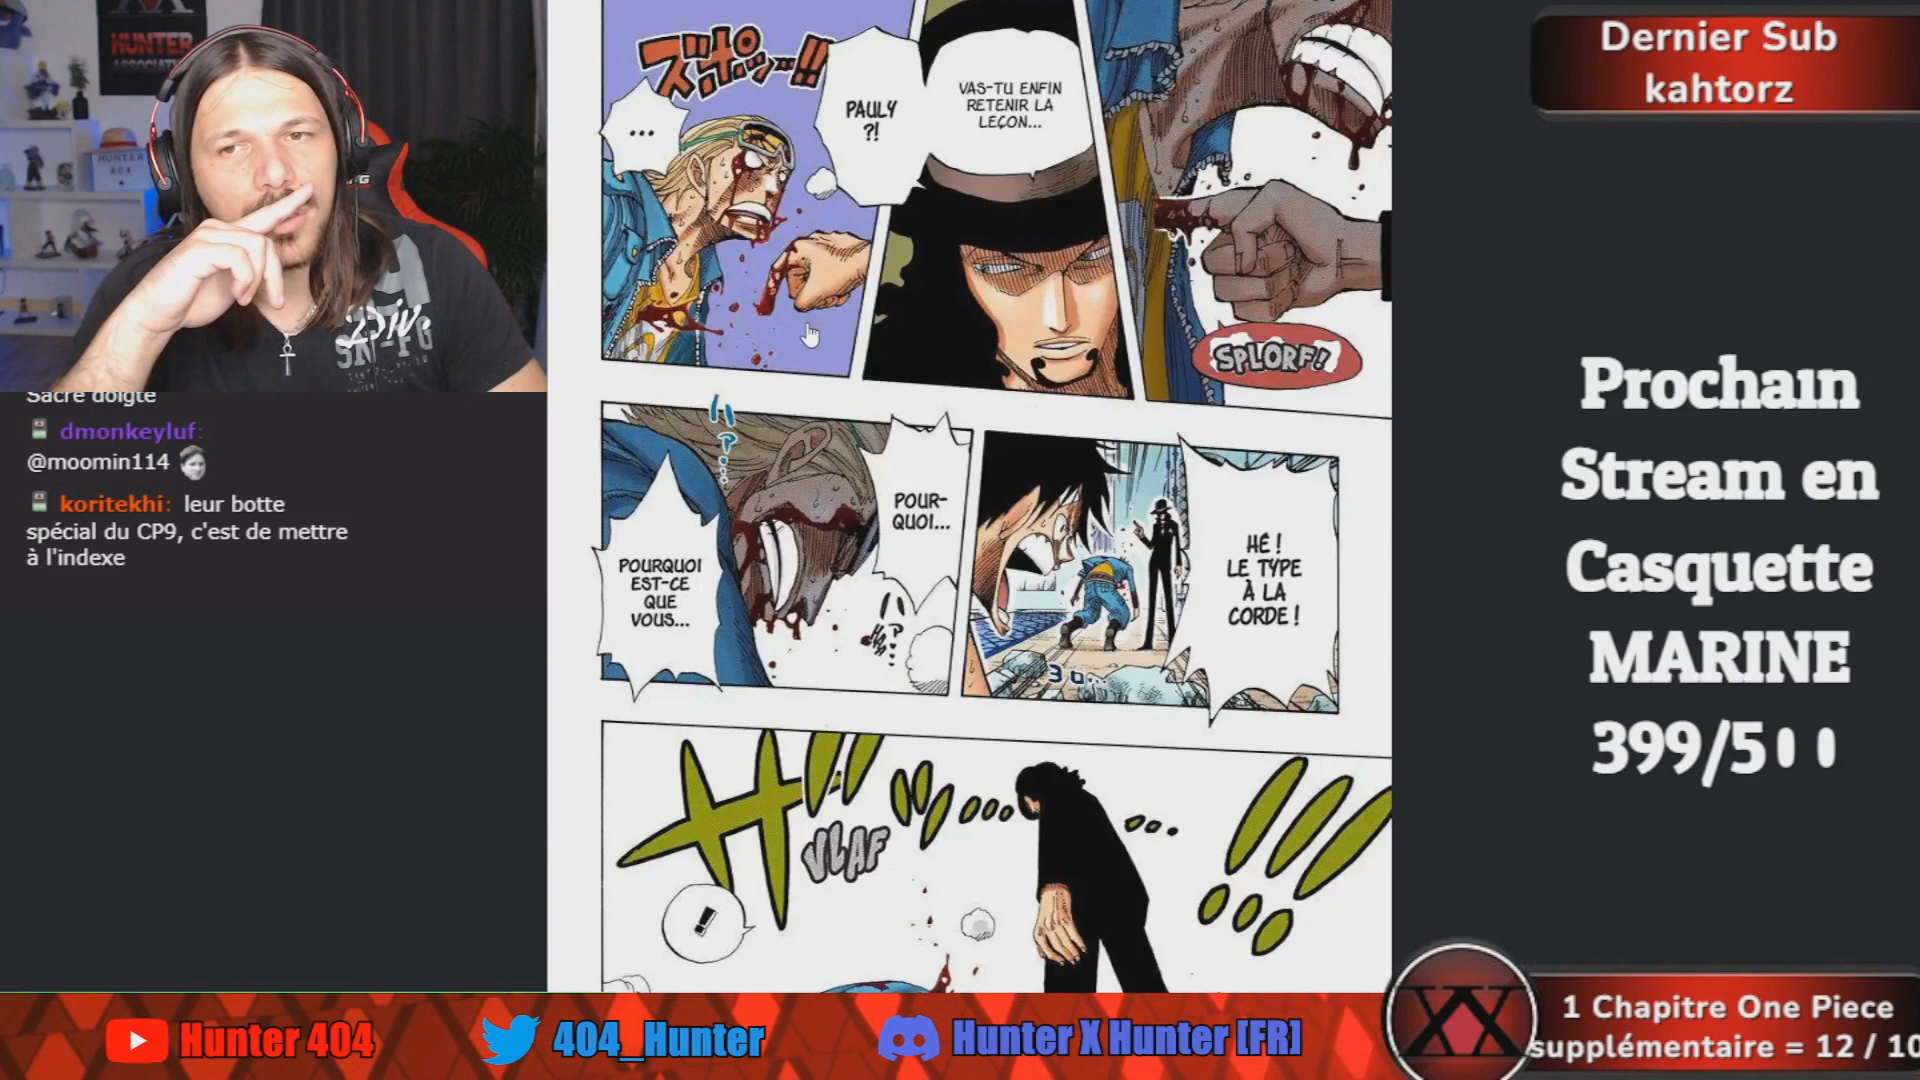 HUNTER
ASSOCIATION
HUNTER
404
Sacré doigté
dmonkeyluf:
@moomin114
koritekhi: leur botte
spécial du CP9, c'est de mettre
à l'indexe
...
PAULY
?!
VAS-TU ENFIN
RETENIR LA
LEÇON...
SPLORF!
POURQUOI
EST-CE
QUE
VOUS...
POUR-
QUOI...
HÉ !
LE TYPE
À LA
CORDE !
VLAF
!
Dernier Sub
kahtorz
Prochain
Stream en
Casquette
MARINE
399/500
Hunter 404
404_Hunter
Hunter X Hunter [FR]
1 Chapitre One Piece
supplémentaire = 12 / 10